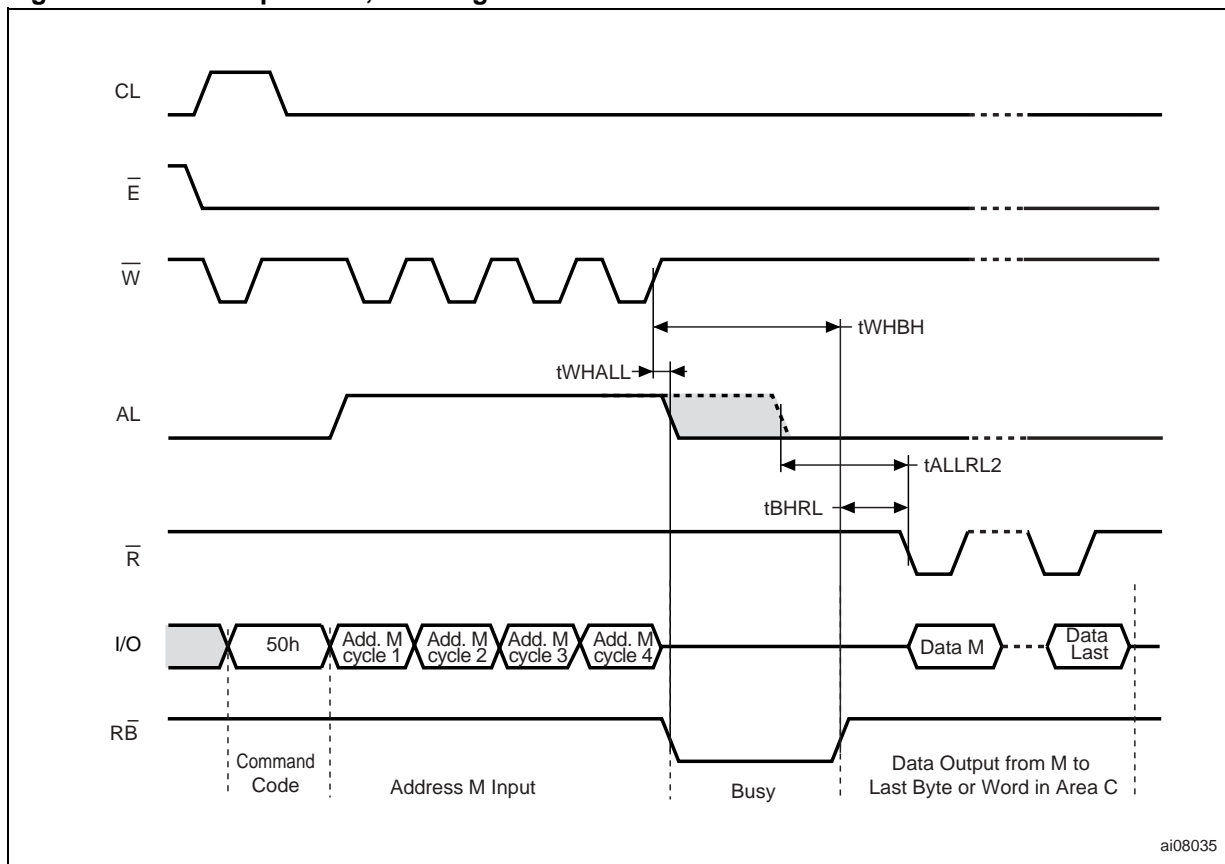 CL
E
W
tWHBH
tWHALL
AL
tALLRL2
tBHRL
R
I/O
50h
Add. M
cycle 1
Add. M
cycle 2
Add. M
cycle 3
Add. M
cycle 4
Data M
Data
Last
RB
Command
Code
Address M Input
Busy
Data Output from M to
Last Byte or Word in Area C
ai08035